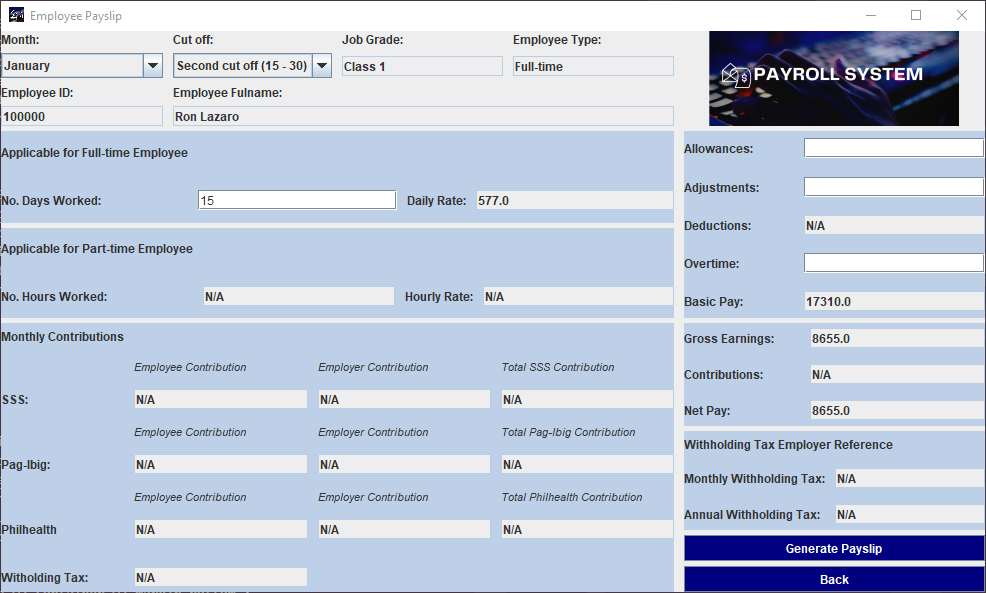 Employee Payslip
Month: Cut off: Job Grade: Employee Type:
January Second cut off (15 - 30) Class 1 Full-time
Employee ID: Employee Fulname:
100000 Ron Lazaro
PAYROLL SYSTEM
Applicable for Full-time Employee
No. Days Worked: 15 Daily Rate: 577.0
Applicable for Part-time Employee
No. Hours Worked: N/A Hourly Rate: N/A
Monthly Contributions
Employee Contribution Employer Contribution Total SSS Contribution
SSS: N/A N/A N/A
Employee Contribution Employer Contribution Total Pag-Ibig Contribution
Pag-Ibig: N/A N/A N/A
Employee Contribution Employer Contribution Total Philhealth Contribution
Philhealth N/A N/A N/A
Witholding Tax: N/A
Allowances:
Adjustments:
Deductions: N/A
Overtime:
Basic Pay: 17310.0
Gross Earnings: 8655.0
Contributions: N/A
Net Pay: 8655.0
Withholding Tax Employer Reference
Monthly Withholding Tax: N/A
Annual Withholding Tax: N/A
Generate Payslip
Back